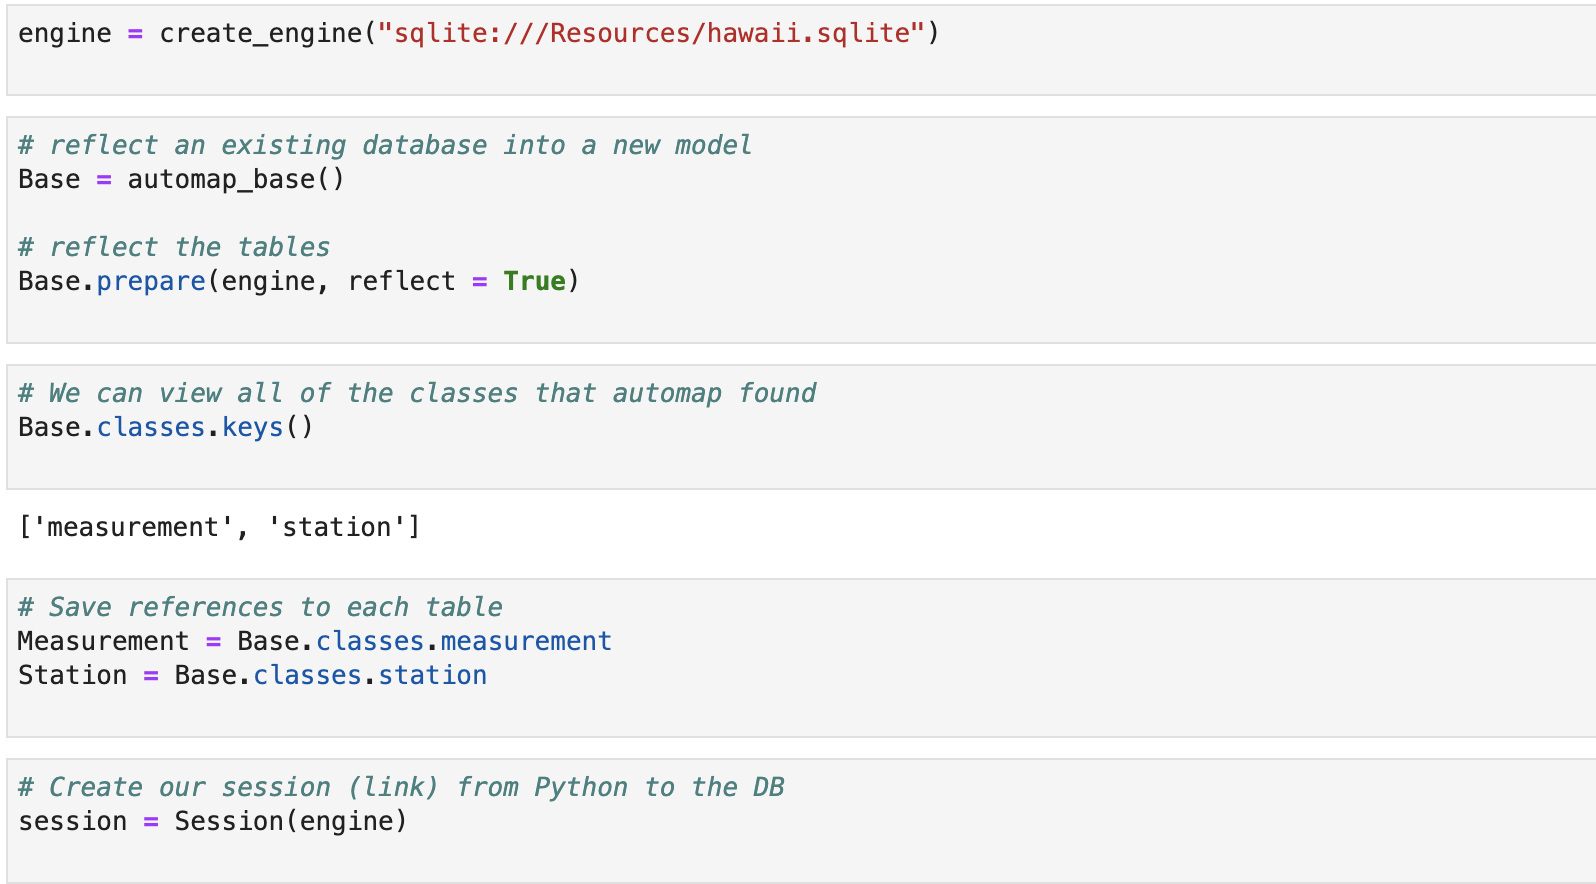 engine = create_engine("sqlite:///Resources/hawaii.sqlite")
# reflect an existing database into a new model
Base = automap_base()
# reflect the tables
Base.prepare(engine, reflect = True)
# We can view all of the classes that automap found
Base.classes.keys()
['measurement', 'station']
# Save references to each table
Measurement = Base.classes.measurement
Station = Base.classes.station
# Create our session (link) from Python to the DB
session = Session(engine)